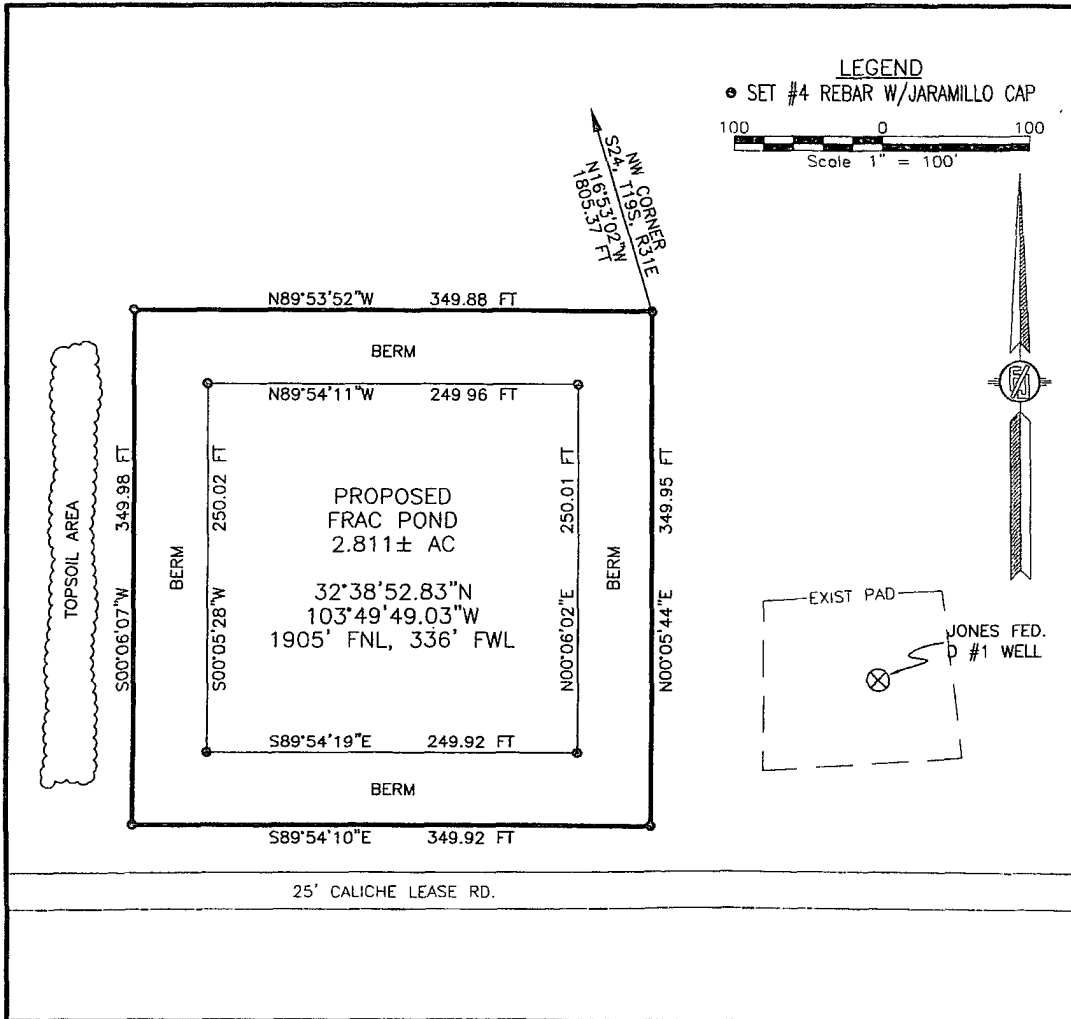 LEGEND
SET #4 REBAR W/JARAMILLO CAP
100 0 100
Scale 1" = 100'
NW CORNER
S24, T19S, R31E
N16°53'02"W
1805.37 FT
N89°53'52"W 349.88 FT
BERM
N89°54'11"W 249 96 FT
TOPSOIL AREA
S00°06'07"W 349.98 FT
BERM
S00°05'28"W 250.02 FT
PROPOSED
FRAC POND
2.811± AC
32°38'52.83"N
103°49'49.03"W
1905' FNL, 336' FWL
N00°06'02"E 250.01 FT
BERM
N00°05'44"E 349.95 FT
EXIST PAD
JONES FED.
D #1 WELL
S89°54'19"E 249.92 FT
BERM
S89°54'10"E 349.92 FT
25' CALICHE LEASE RD.